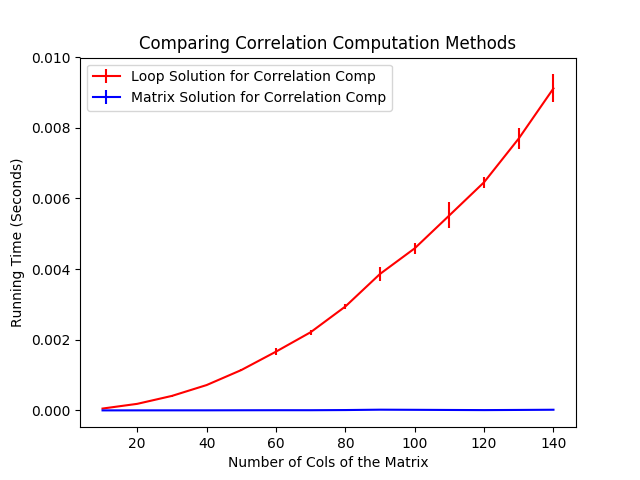 Comparing Correlation Computation Methods
Loop Solution for Correlation Comp
Matrix Solution for Correlation Comp
0.010
0.008
0.006
0.004
0.002
0.000
Running Time (Seconds)
20 40 60 80 100 120 140
Number of Cols of the Matrix